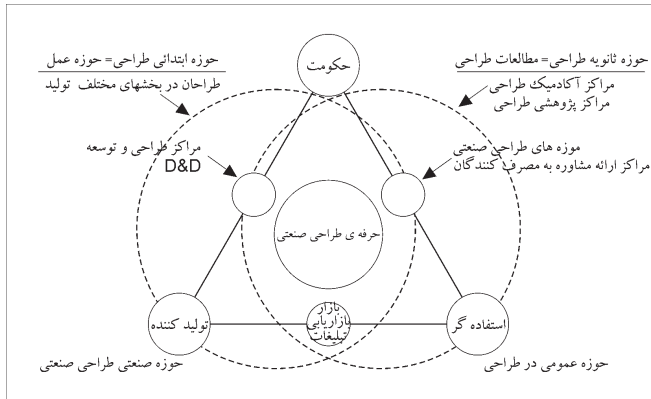 حوزه ثانویه طراحی= مطالعات طراحی
مراکز آکادمیک طراحی
مراکز پژوهشی طراحی
حکومت
حوزه ابتدائی طراحی= حوزه عمل
طراحان در بخشهای مختلف تولید
موزه های طراحی صنعتی
مراکز ارائه مشاوره به مصرف کنندگان
مراکز طراحی و توسعه
D&D
حرفه ی طراحی صنعتی
استفاده گر
بازار
بازاریابی
تبلیغات
تولید کننده
حوزه عمومی در طراحی
حوزه صنعتی طراحی صنعتی